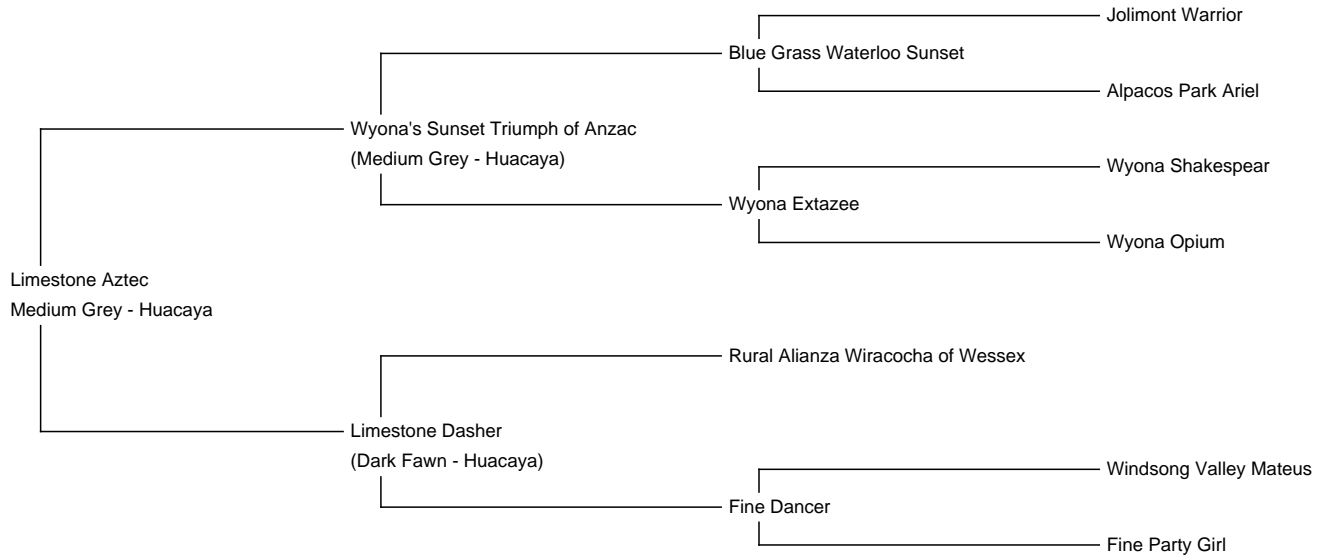 Jolimont Warrior
Blue Grass Waterloo Sunset
Alpacos Park Ariel
Wyona's Sunset Triumph of Anzac
(Medium Grey - Huacaya)
Wyona Shakespear
Wyona Extazee
Wyona Opium
Limestone Aztec
Medium Grey - Huacaya
Rural Alianza Wiracocha of Wessex
Limestone Dasher
(Dark Fawn - Huacaya)
Windsong Valley Mateus
Fine Dancer
Fine Party Girl